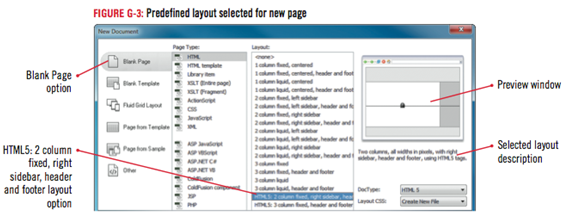 FIGURE G-3: Predefined layout selected for new page
New Document
Blank Page
Blank Template
Fluid Grid Layout
Page from Template
Page from Sample
Other
Page Type:
HTML
HTML template
Library item
XSLT (Entire page)
XSLT (Fragment)
ActionScript
CSS
JavaScript
XML
ASP JavaScript
ASP VBScript
ASP.NET C#
ASP.NET VB
ColdFusion
ColdFusion component
JSP
PHP
Layout:
<none>
1 column fixed, centered
1 column fixed, centered, header and foot
1 column liquid, centered
1 column liquid, centered, header and foot
2 column fixed, left sidebar
2 column fixed, left sidebar, header and fo
2 column fixed, right sidebar
2 column fixed, right sidebar, header and f
2 column liquid, left sidebar
2 column liquid, left sidebar, header and f
2 column liquid, right sidebar
2 column liquid, right sidebar, header and
3 column fixed
3 column fixed, header and footer
3 column liquid
3 column liquid, header and footer
HTML5: 2 column fixed, right sidebar, hea
HTML5: 3 column fixed, header and footer
Two columns, all widths in pixels, with right
sidebar, header and footer, using HTML5 tags.
DocType:
HTML 5
Layout CSS:
Create New File
Blank Page
option
HTML5: 2 column
fixed, right
sidebar, header
and footer layout
option
Preview window
Selected layout
description